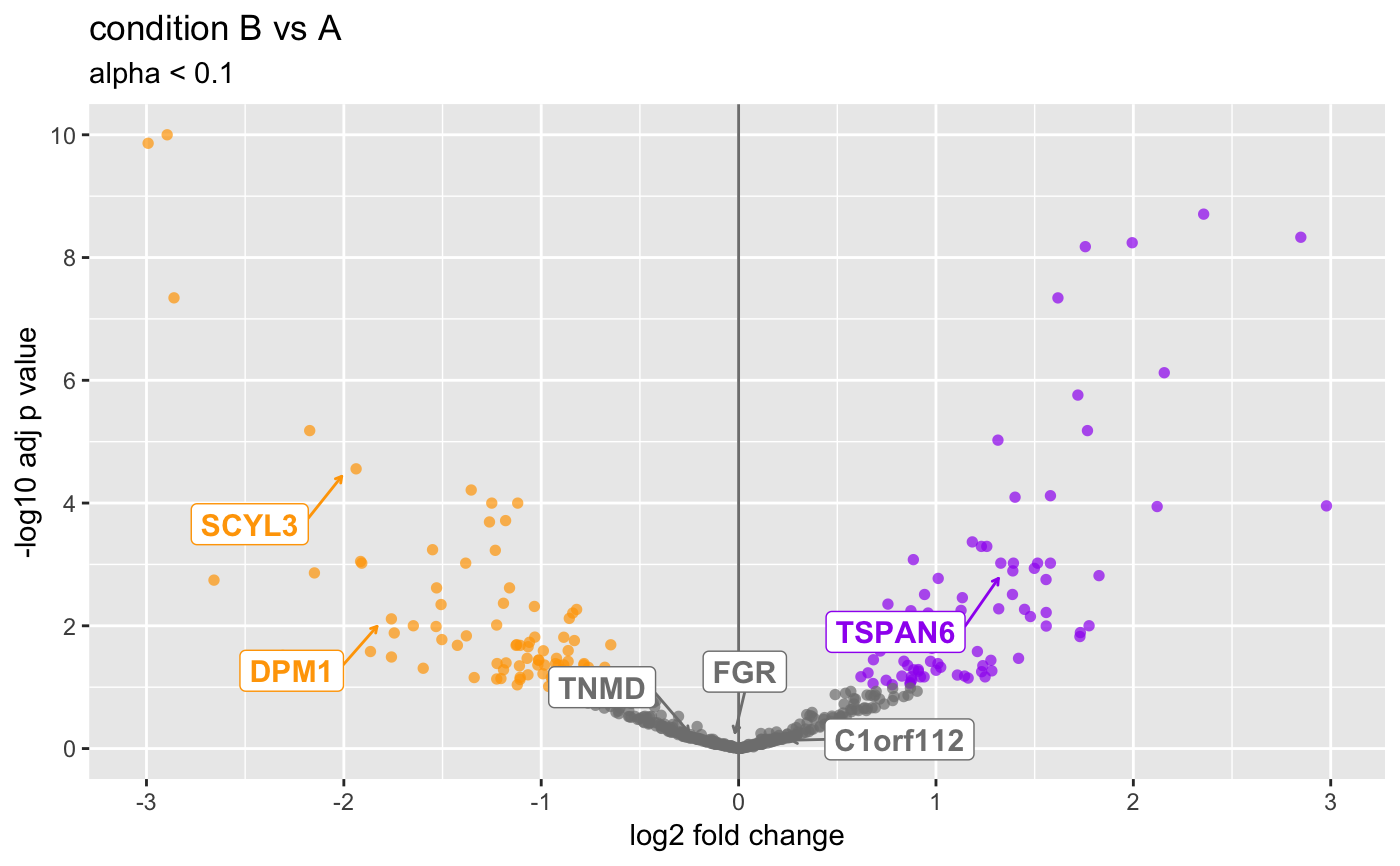 condition B vs A
alpha < 0.1
-log10 adj p value
10
8
6
4
2
0
SCYL3
DPM1
TNMD
FGR
TSPAN6
C1orf112
-3
-2
-1
0
1
2
3
log2 fold change